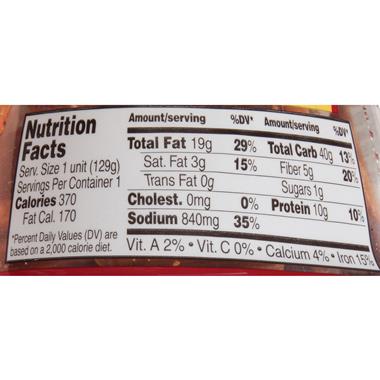 Nutrition
Facts
Serv. Size 1 unit (129g)
Servings Per Container 1
Calories 370
Fat Cal. 170
*Percent Daily Values (DV) are
based on a 2,000 calorie diet.
Amount/serving %DV*
Total Fat 19g 29%
Sat. Fat 3g 15%
Trans Fat 0g
Cholest. 0mg 0%
Sodium 840mg 35%
Amount/serving %DV*
Total Carb 40g 13%
Fiber 5g 20%
Sugars 1g
Protein 10g 10%
Vit. A 2% • Vit. C 0% • Calcium 4% • Iron 15%